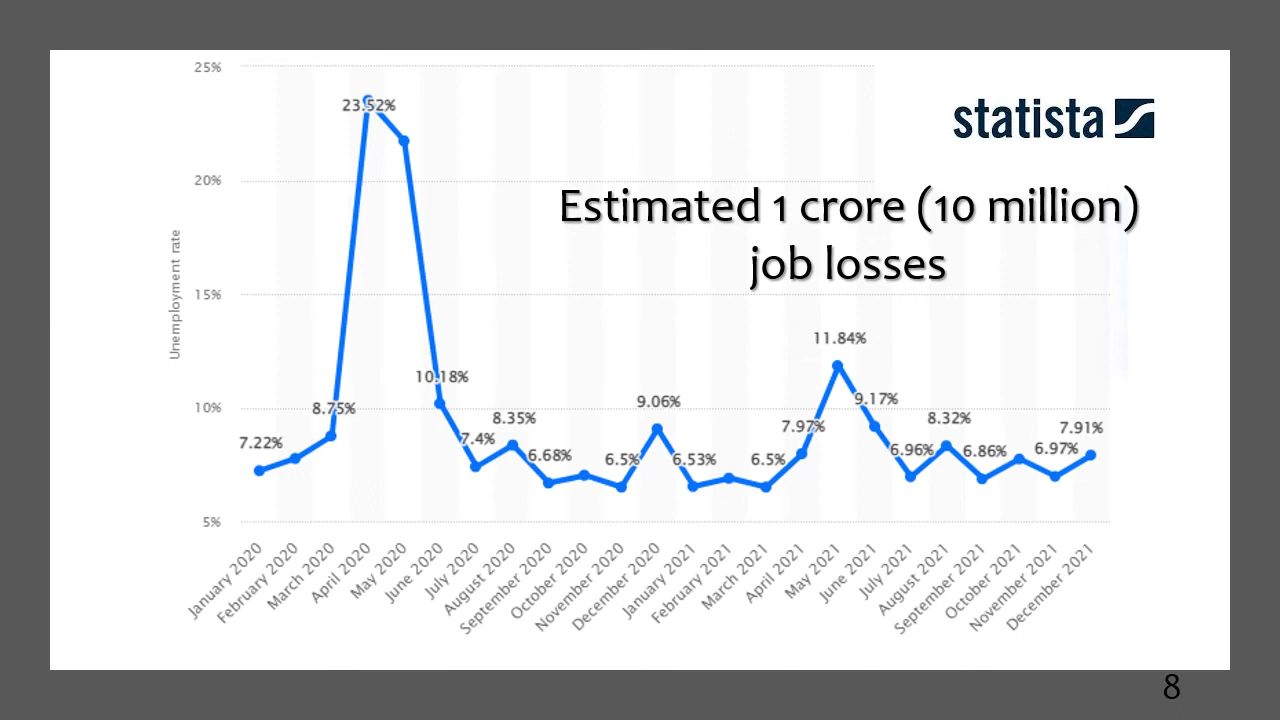 25%
23.52%
statista
20%
Estimated 1 crore (10 million)
job losses
Unemployment rate
15%
11.84%
10.18%
9.06%
9.17%
10%
8.75%
8.35%
8.32%
7.97%
7.91%
7.22%
7.4%
6.68%
6.5%
6.53%
6.5%
6.96%
6.86%
6.97%
5%
January 2020
February 2020
March 2020
April 2020
May 2020
June 2020
July 2020
August 2020
September 2020
October 2020
November 2020
December 2020
January 2021
February 2021
March 2021
April 2021
May 2021
June 2021
July 2021
August 2021
September 2021
October 2021
November 2021
December 2021
8